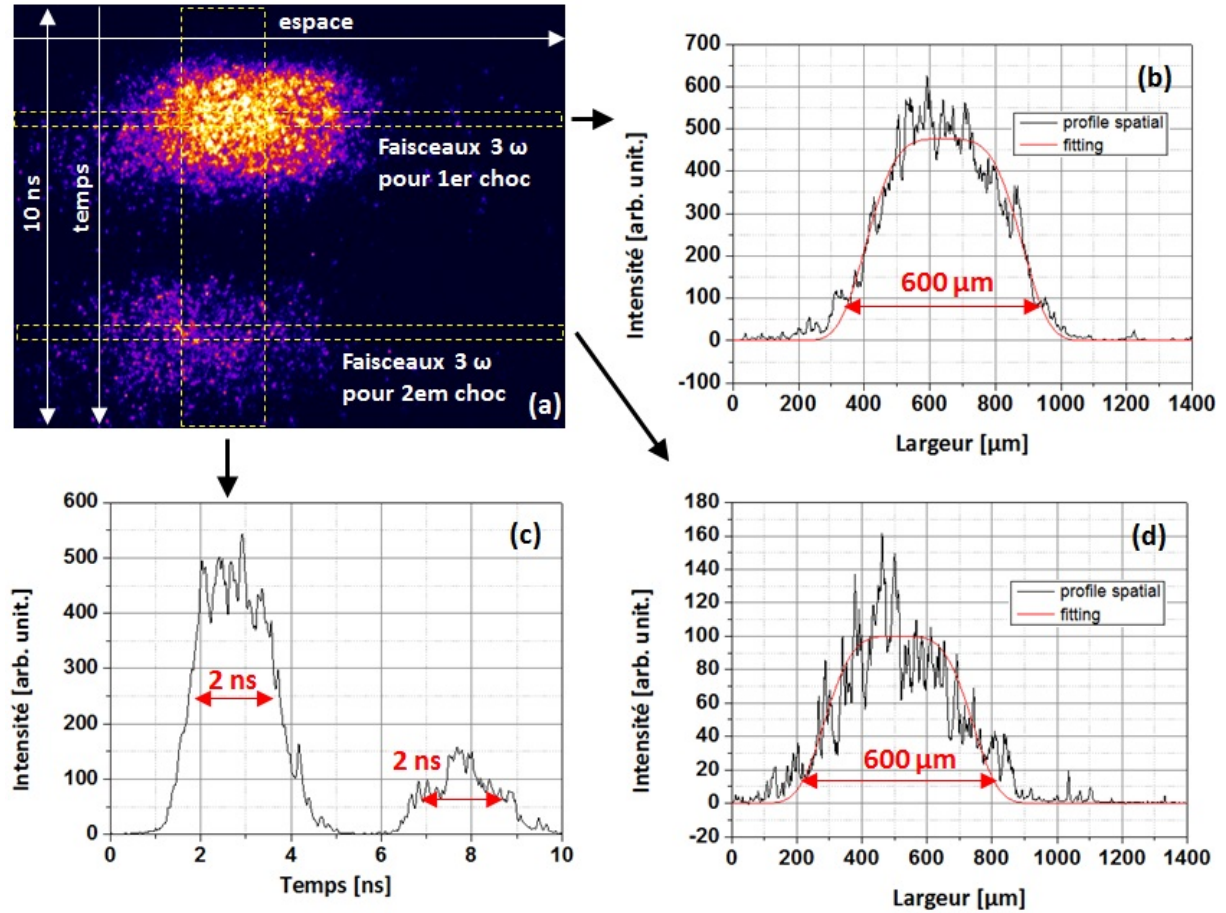 espace
10 ns
temps
Faisceaux 3 ω
pour 1er choc
Faisceaux 3 ω
pour 2em choc
(a)
700
600
500
400
300
200
100
0
-100
Intensité [arb. unit.]
(b)
profile spatial
fitting
600 µm
0 200 400 600 800 1000 1200 1400
Largeur [µm]
600
500
400
300
200
100
0
Intensité [arb. unit.]
(c)
2 ns
2 ns
0 2 4 6 8 10
Temps [ns]
180
160
140
120
100
80
60
40
20
0
-20
Intensité [arb. unit.]
(d)
profile spatial
fitting
600 µm
0 200 400 600 800 1000 1200 1400
Largeur [µm]